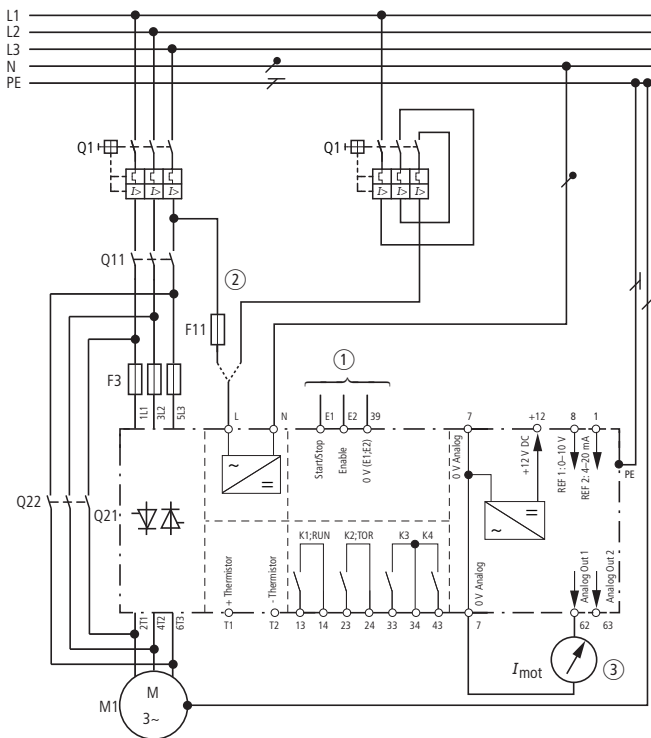 L1
L2
L3
N
PE
Q1
I> I> I>
Q1
I> I> I>
Q11
②
F11
①
F3
1L1
3L2
5L3
L
N
E1
E2
39
7
+12
8
1
Start/Stop
Enable
0 V (E1;E2)
0 V Analog
+12 V DC
REF 1: 0–10 V
REF 2: 4–20 mA
PE
~
=
~
=
Q22
Q21
K1;RUN
K2;TOR
K3
K4
+ Thermistor
- Thermistor
0 V Analog
Analog Out 1
Analog Out 2
2T1
4T2
6T3
T1
T2
13
14
23
24
33
34
43
7
62
63
Imot
③
M1
M
3~